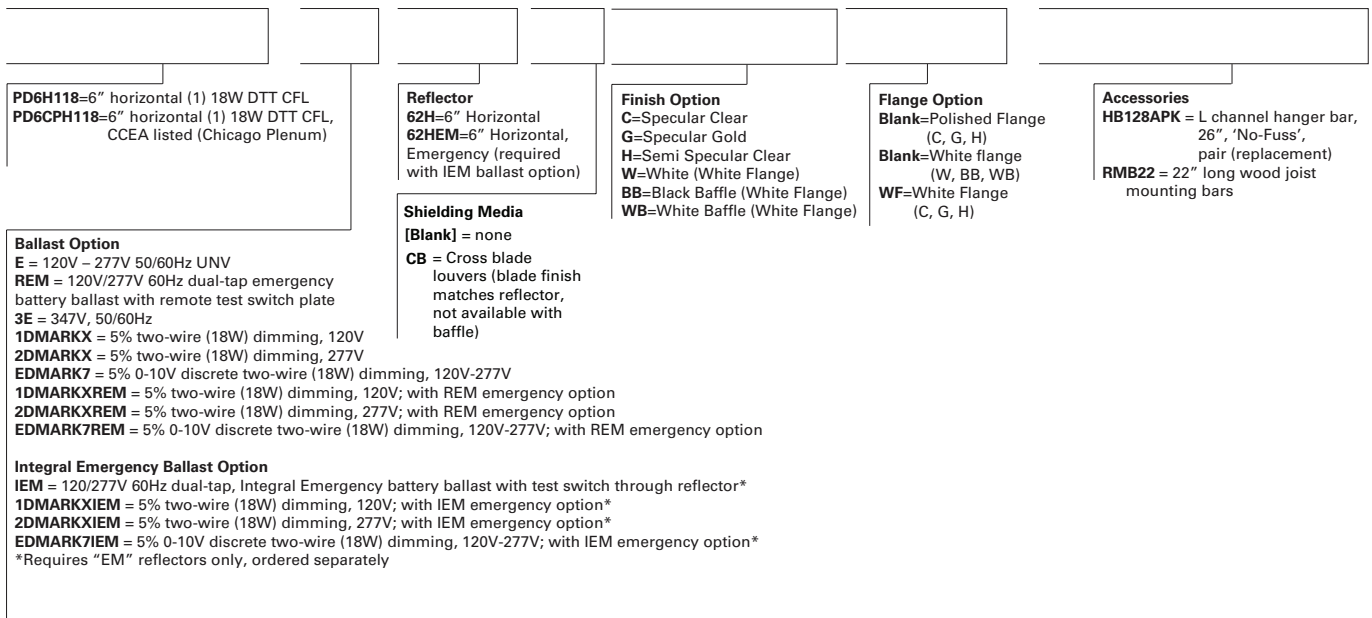 PD6H118=6” horizontal (1) 18W DTT CFL
PD6CPH118=6” horizontal (1) 18W DTT CFL,
CCEA listed (Chicago Plenum)
Ballast Option
E = 120V – 277V 50/60Hz UNV
REM = 120V/277V 60Hz dual-tap emergency
battery ballast with remote test switch plate
3E = 347V, 50/60Hz
1DMARKX = 5% two-wire (18W) dimming, 120V
2DMARKX = 5% two-wire (18W) dimming, 277V
EDMARK7 = 5% 0-10V discrete two-wire (18W) dimming, 120V-277V
1DMARKXREM = 5% two-wire (18W) dimming, 120V; with REM emergency option
2DMARKXREM = 5% two-wire (18W) dimming, 277V; with REM emergency option
EDMARK7REM = 5% 0-10V discrete two-wire (18W) dimming, 120V-277V; with REM emergency option
Integral Emergency Ballast Option
IEM = 120/277V 60Hz dual-tap, Integral Emergency battery ballast with test switch through reflector*
1DMARKXIEM = 5% two-wire (18W) dimming, 120V; with IEM emergency option*
2DMARKXIEM = 5% two-wire (18W) dimming, 277V; with IEM emergency option*
EDMARK7IEM = 5% 0-10V discrete two-wire (18W) dimming, 120V-277V; with IEM emergency option*
*Requires “EM” reflectors only, ordered separately
Reflector
62H=6” Horizontal
62HEM=6” Horizontal,
Emergency (required
with IEM ballast option)
Shielding Media
[Blank] = none
CB = Cross blade
louvers (blade finish
matches reflector,
not available with
baffle)
Finish Option
C=Specular Clear
G=Specular Gold
H=Semi Specular Clear
W=White (White Flange)
BB=Black Baffle (White Flange)
WB=White Baffle (White Flange)
Flange Option
Blank=Polished Flange
(C, G, H)
Blank=White flange
(W, BB, WB)
WF=White Flange
(C, G, H)
Accessories
HB128APK = L channel hanger bar,
26”, ‘No-Fuss’,
pair (replacement)
RMB22 = 22” long wood joist
mounting bars